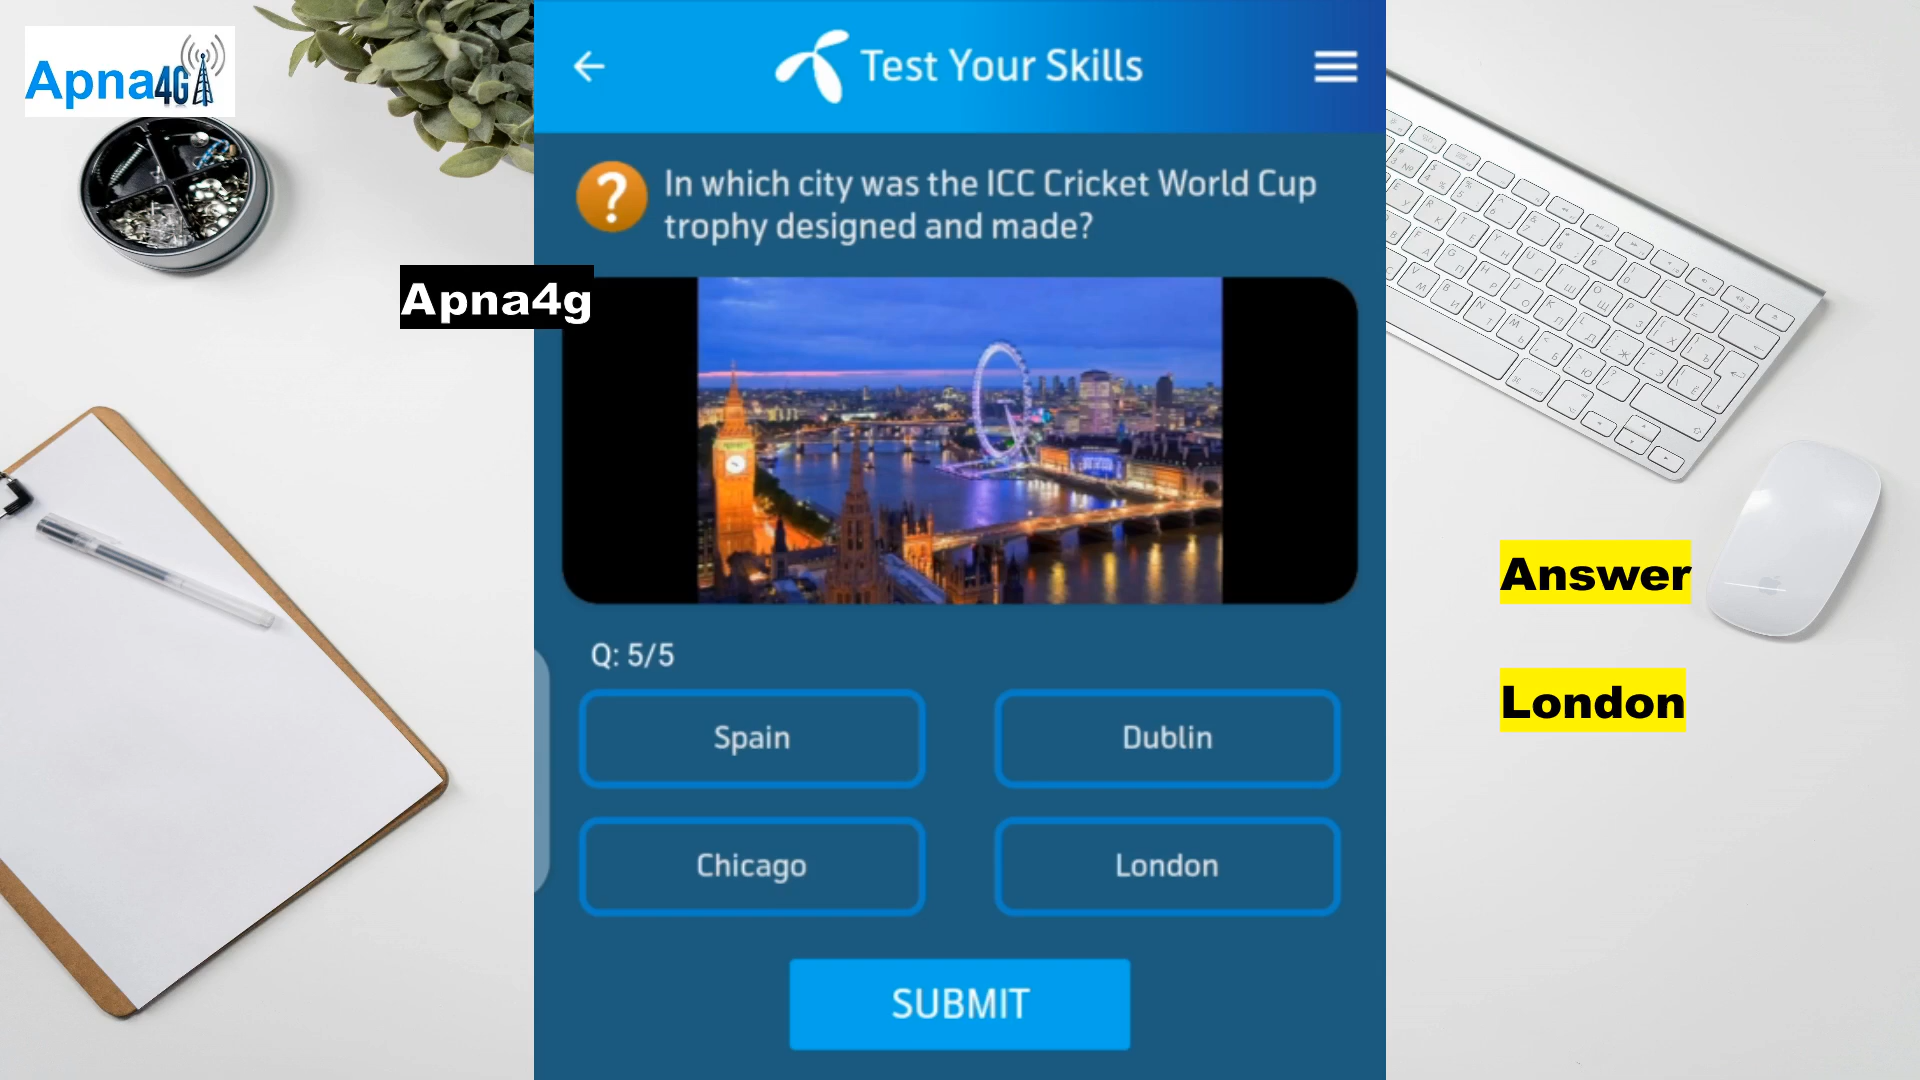 Apna4G
Test Your Skills
In which city was the ICC Cricket World Cup
trophy designed and made?
Apna4g
Q: 5/5
Spain
Dublin
Chicago
London
SUBMIT
Answer
London